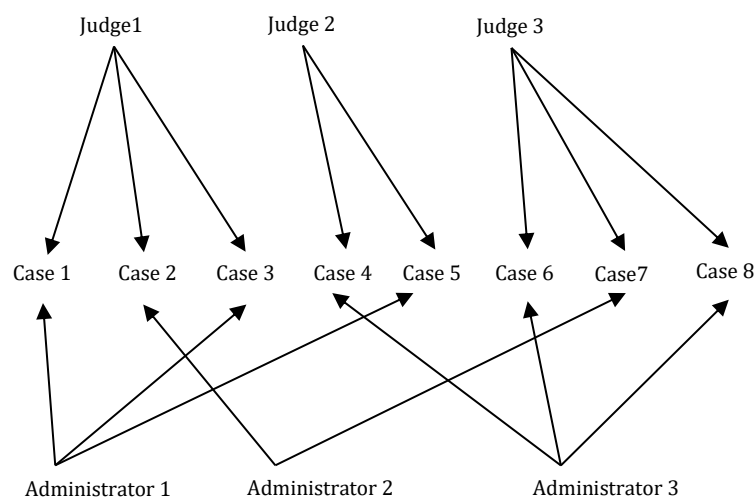 Judge1
Judge 2
Judge 3
Case 1
Case 2
Case 3
Case 4
Case 5
Case 6
Case7
Case 8
Administrator 1
Administrator 2
Administrator 3